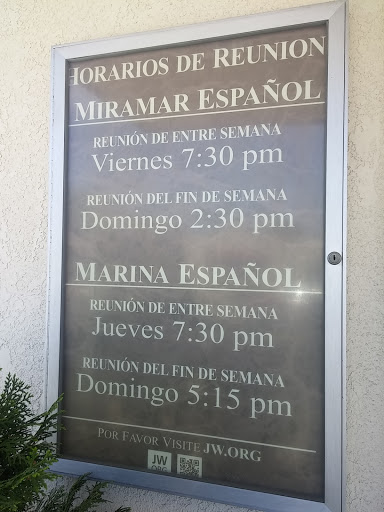 HORARIOS DE REUNION
MIRAMAR ESPAÑOL
REUNIÓN DE ENTRE SEMANA
Viernes 7:30 pm
REUNIÓN DEL FIN DE SEMANA
Domingo 2:30 pm
MARINA ESPAÑOL
REUNIÓN DE ENTRE SEMANA
Jueves 7:30 pm
REUNIÓN DEL FIN DE SEMANA
Domingo 5:15 pm
POR FAVOR VISITE JW.ORG
JW
.ORG